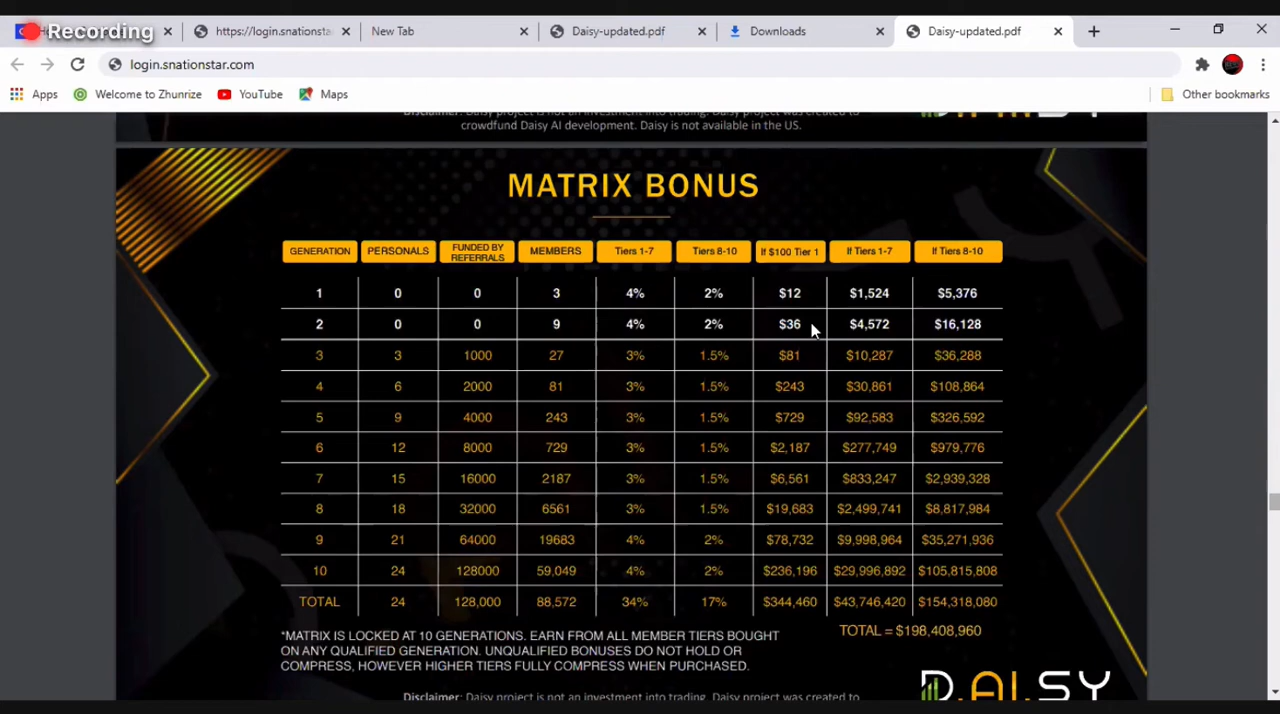 Recording
https://login.snationsta
New Tab
Daisy-updated.pdf
Downloads
Daisy-updated.pdf
login.snationstar.com
Apps
Welcome to Zhunrize
YouTube
Maps
Other bookmarks
crowdfund Daisy AI development. Daisy is not available in the US.
MATRIX BONUS
GENERATION PERSONALS FUNDED BY REFERRALS MEMBERS Tiers 1-7 Tiers 8-10 If $100 Tier 1 If Tiers 1-7 If Tiers 8-10
1 0 0 3 4% 2% $12 $1,524 $5,376
2 0 0 9 4% 2% $36 $4,572 $16,128
3 3 1000 27 3% 1.5% $81 $10,287 $36,288
4 6 2000 81 3% 1.5% $243 $30,861 $108,864
5 9 4000 243 3% 1.5% $729 $92,583 $326,592
6 12 8000 729 3% 1.5% $2,187 $277,749 $979,776
7 15 16000 2187 3% 1.5% $6,561 $833,247 $2,939,328
8 18 32000 6561 3% 1.5% $19,683 $2,499,741 $8,817,984
9 21 64000 19683 4% 2% $78,732 $9,998,964 $35,271,936
10 24 128000 59,049 4% 2% $236,196 $29,996,892 $105,815,808
TOTAL 24 128,000 88,572 34% 17% $344,460 $43,746,420 $154,318,080
TOTAL = $198,408,960
*MATRIX IS LOCKED AT 10 GENERATIONS. EARN FROM ALL MEMBER TIERS BOUGHT
ON ANY QUALIFIED GENERATION. UNQUALIFIED BONUSES DO NOT HOLD OR
COMPRESS, HOWEVER HIGHER TIERS FULLY COMPRESS WHEN PURCHASED.
D.AI.SY
Disclaimer: Daisy project is not an investment into trading. Daisy project was created to